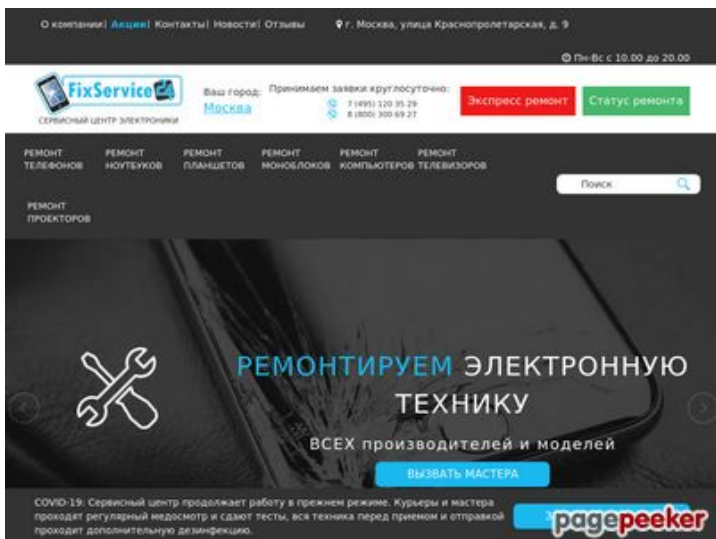 О компании| Акции| Контакты| Новости| Отзывы
г. Москва, улица Краснопролетарская, д. 9
Пн-Вс с 10.00 до 20.00
FixService24
СЕРВИСНЫЙ ЦЕНТР ЭЛЕКТРОНИКИ
Ваш город:
Москва
Принимаем заявки круглосуточно:
7 (495) 120 35 29
8 (800) 300 69 27
Экспресс ремонт
Статус ремонта
РЕМОНТ ТЕЛЕФОНОВ
РЕМОНТ НОУТБУКОВ
РЕМОНТ ПЛАНШЕТОВ
РЕМОНТ МОНОБЛОКОВ
РЕМОНТ КОМПЬЮТЕРОВ
РЕМОНТ ТЕЛЕВИЗОРОВ
РЕМОНТ ПРОЕКТОРОВ
Поиск
РЕМОНТИРУЕМ ЭЛЕКТРОННУЮ
ТЕХНИКУ
ВСЕХ производителей и моделей
ВЫЗВАТЬ МАСТЕРА
COVID-19: Сервисный центр продолжает работу в прежнем режиме. Курьеры и мастера
проходят регулярный медосмотр и сдают тесты, вся техника перед приемом и отправкой
проходит дополнительную дезинфекцию.
pagepeeker